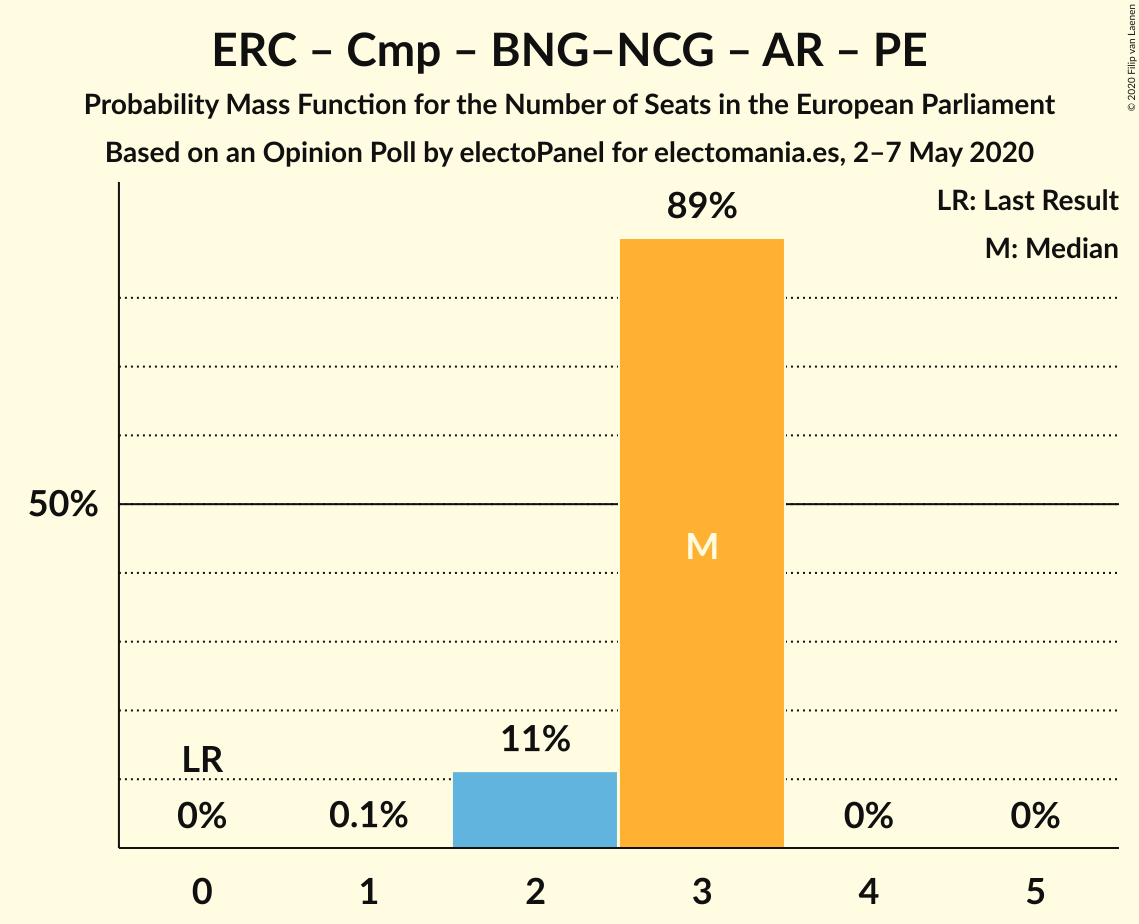 ERC – Cmp – BNG–NCG – AR – PE
Probability Mass Function for the Number of Seats in the European Parliament
Based on an Opinion Poll by electoPanel for electomania.es, 2–7 May 2020
© 2020 Filip van Laenen
LR: Last Result
M: Median
89%
50%
M
11%
LR
0%
0.1%
0%
0%
0 1 2 3 4 5